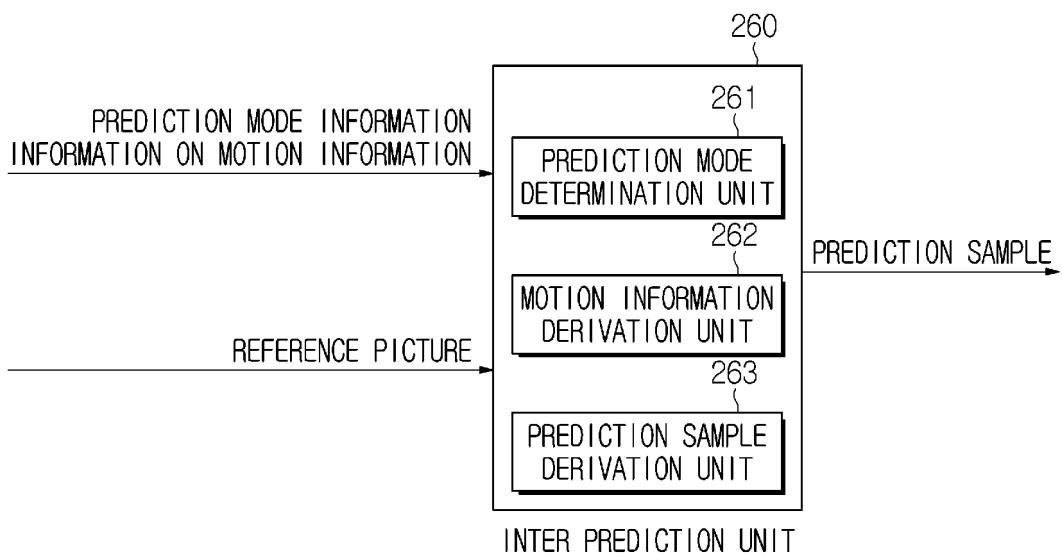 260
261
PREDICTION MODE INFORMATION
INFORMATION ON MOTION INFORMATION
PREDICTION MODE
DETERMINATION UNIT
262
PREDICTION SAMPLE
MOTION INFORMATION
DERIVATION UNIT
REFERENCE PICTURE
263
PREDICTION SAMPLE
DERIVATION UNIT
INTER PREDICTION UNIT